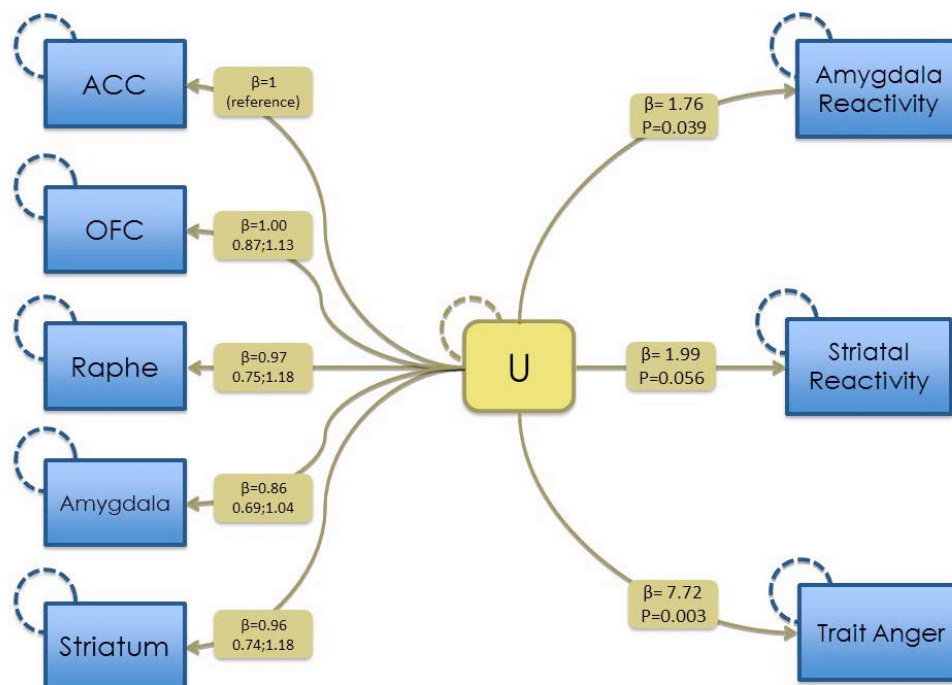 ACC
β=1
(reference)
OFC
β=1.00
0.87;1.13
Raphe
β=0.97
0.75;1.18
Amygdala
β=0.86
0.69;1.04
Striatum
β=0.96
0.74;1.18
U
β= 1.76
P=0.039
Amygdala
Reactivity
β= 1.99
P=0.056
Striatal
Reactivity
β= 7.72
P=0.003
Trait Anger